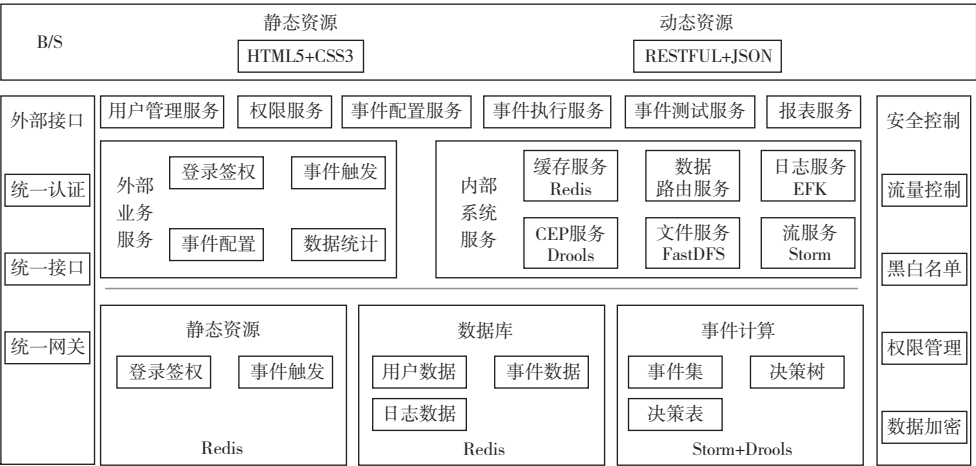 B/S
静态资源
HTML5+CSS3
动态资源
RESTFUL+JSON
外部接口
统一认证
统一接口
统一网关
用户管理服务
权限服务
事件配置服务
事件执行服务
事件测试服务
报表服务
外部
业务
服务
登录签权
事件触发
事件配置
数据统计
内部
系统
服务
缓存服务
Redis
数据
路由服务
日志服务
EFK
CEP服务
Drools
文件服务
FastDFS
流服务
Storm
静态资源
登录签权
事件触发
Redis
数据库
用户数据
事件数据
日志数据
Redis
事件计算
事件集
决策树
决策表
Storm+Drools
安全控制
流量控制
黑白名单
权限管理
数据加密